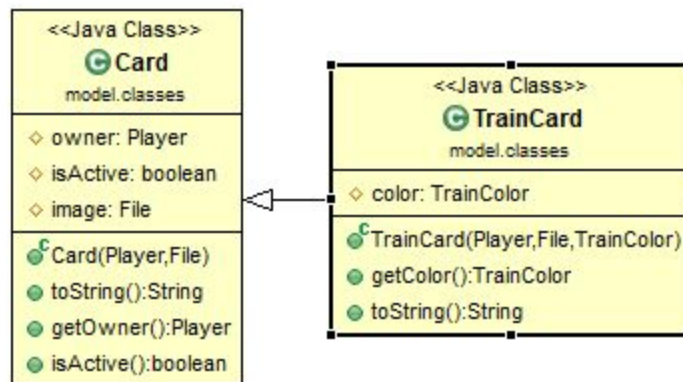 <<Java Class>>
Card
model.classes
owner: Player
isActive: boolean
image: File
Card(Player,File)
toString():String
getOwner():Player
isActive():boolean
<<Java Class>>
TrainCard
model.classes
color: TrainColor
TrainCard(Player,File,TrainColor)
getColor():TrainColor
toString():String